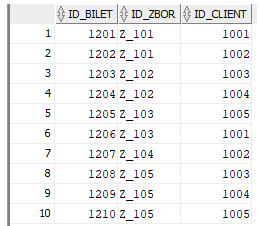 ID_BILET ID_ZBOR ID_CLIENT
1 1201 Z_101 1001
2 1202 Z_101 1002
3 1203 Z_102 1003
4 1204 Z_102 1004
5 1205 Z_103 1005
6 1206 Z_103 1001
7 1207 Z_104 1002
8 1208 Z_105 1003
9 1209 Z_105 1004
10 1210 Z_105 1005